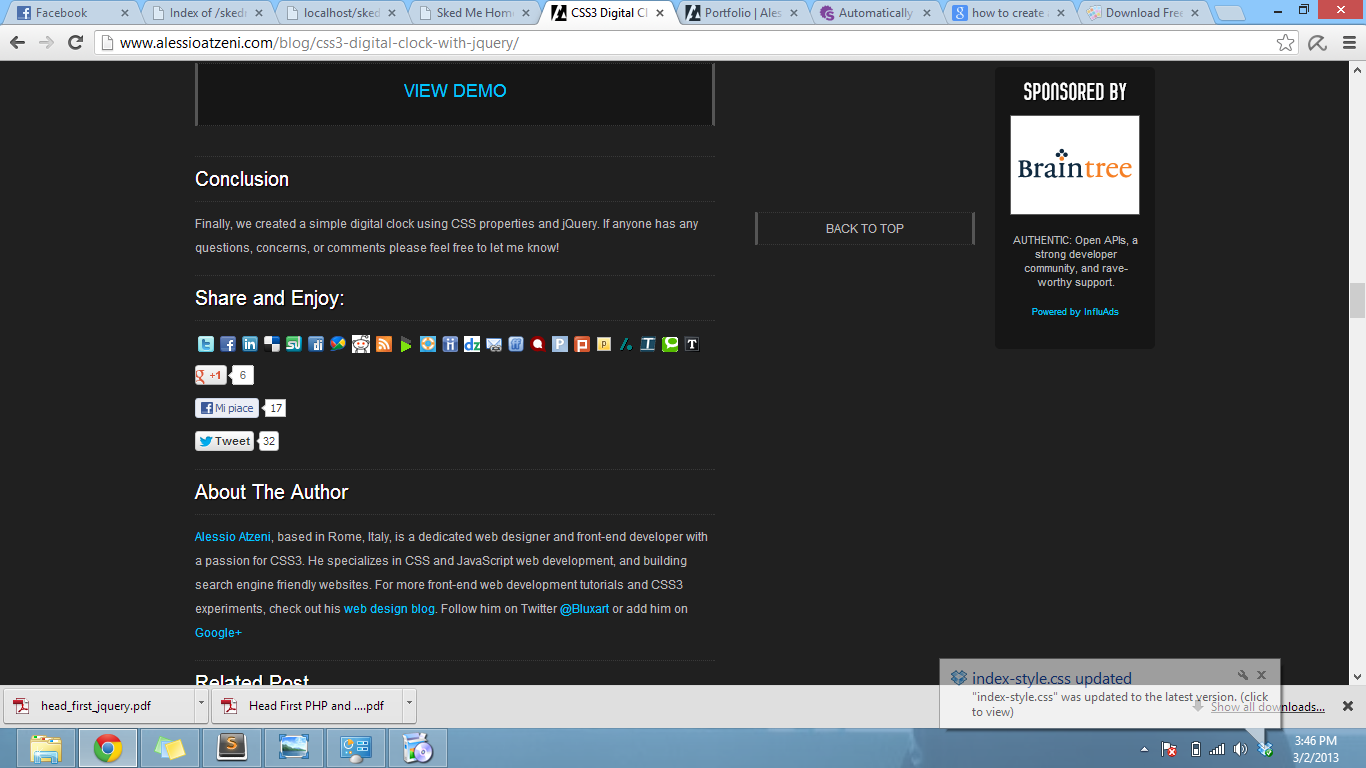 Facebook
Index of /skedr
localhost/sked
Sked Me Home
CSS3 Digital Cl
Portfolio | Ales
Automatically
how to create
Download Free
www.alessioatzeni.com/blog/css3-digital-clock-with-jquery/
VIEW DEMO
Conclusion
Finally, we created a simple digital clock using CSS properties and jQuery. If anyone has any
questions, concerns, or comments please feel free to let me know!
Share and Enjoy:
+1 6
Mi piace 17
Tweet 32
About The Author
Alessio Atzeni, based in Rome, Italy, is a dedicated web designer and front-end developer with
a passion for CSS3. He specializes in CSS and JavaScript web development, and building
search engine friendly websites. For more front-end web development tutorials and CSS3
experiments, check out his web design blog. Follow him on Twitter @Bluxart or add him on
Google+
Related Post
BACK TO TOP
SPONSORED BY
Braintree
AUTHENTIC: Open APIs, a
strong developer
community, and rave-
worthy support.
Powered by InfluAds
index-style.css updated
"index-style.css" was updated to the latest version. (click
to view)
head_first_jquery.pdf
Head First PHP and ....pdf
Show all downloads...
3:46 PM
3/2/2013